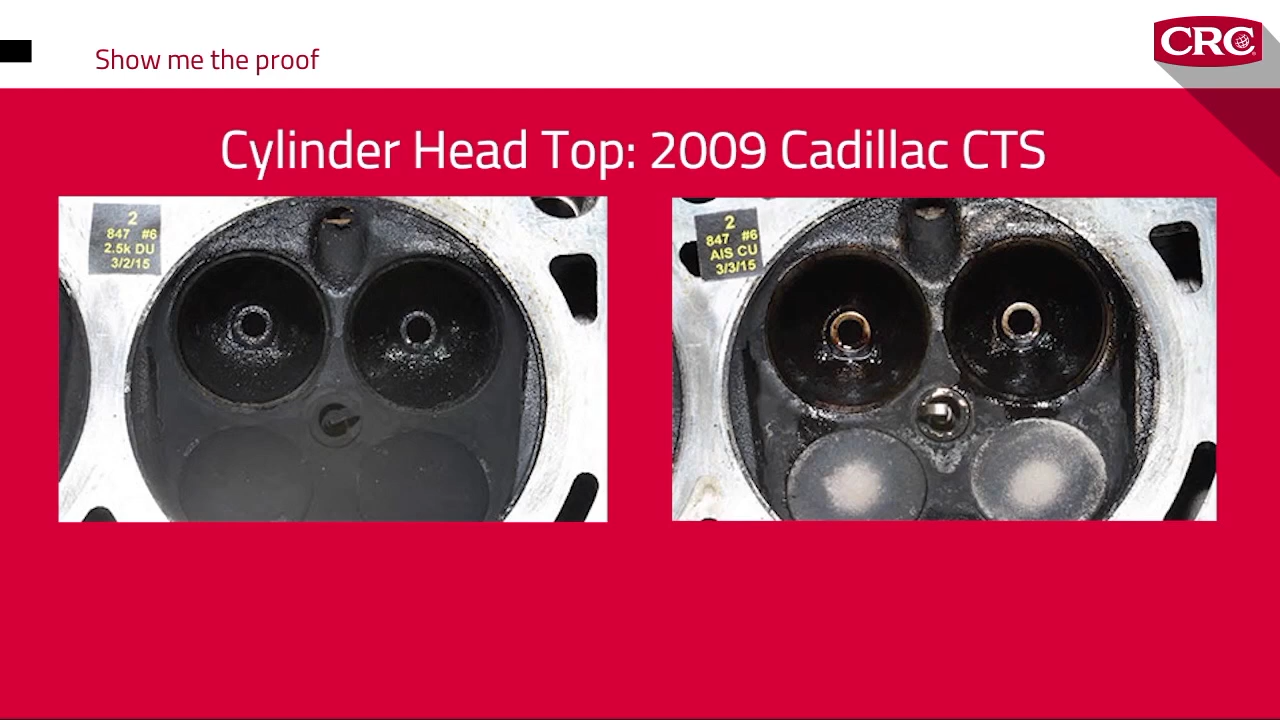 Show me the proof
CRC
Cylinder Head Top: 2009 Cadillac CTS
2
847 #6
2.5k DU
3/2/15
2
847 #6
AIS CU
3/3/15